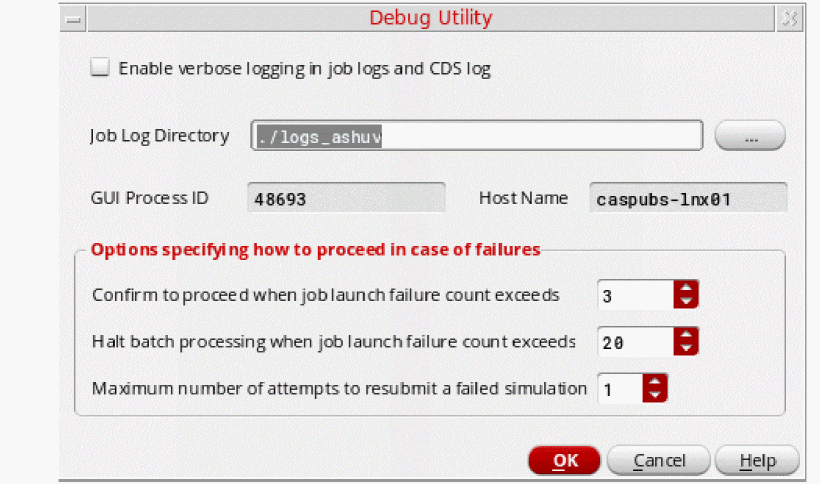 Debug Utility
Enable verbose logging in job logs and CDS log
Job Log Directory ./logs_ashuv ...
GUI Process ID 48693 Host Name caspubs-lnx01
Options specifying how to proceed in case of failures
Confirm to proceed when job launch failure count exceeds 3
Halt batch processing when job launch failure count exceeds 20
Maximum number of attempts to resubmit a failed simulation 1
OK Cancel Help